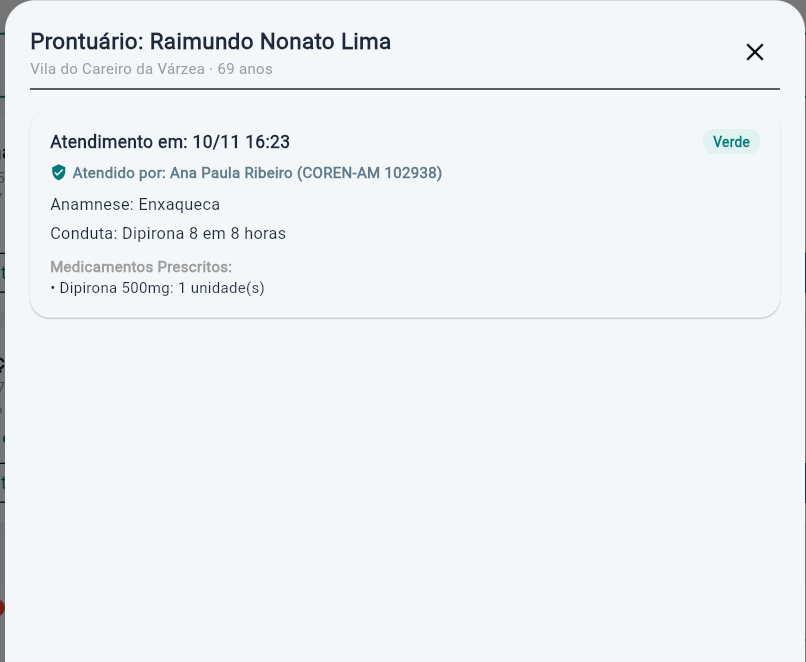 Prontuário: Raimundo Nonato Lima
Vila do Careiro da Várzea · 69 anos
Atendimento em: 10/11 16:23
Verde
Atendido por: Ana Paula Ribeiro (COREN-AM 102938)
Anamnese: Enxaqueca
Conduta: Dipirona 8 em 8 horas
Medicamentos Prescritos:
• Dipirona 500mg: 1 unidade(s)